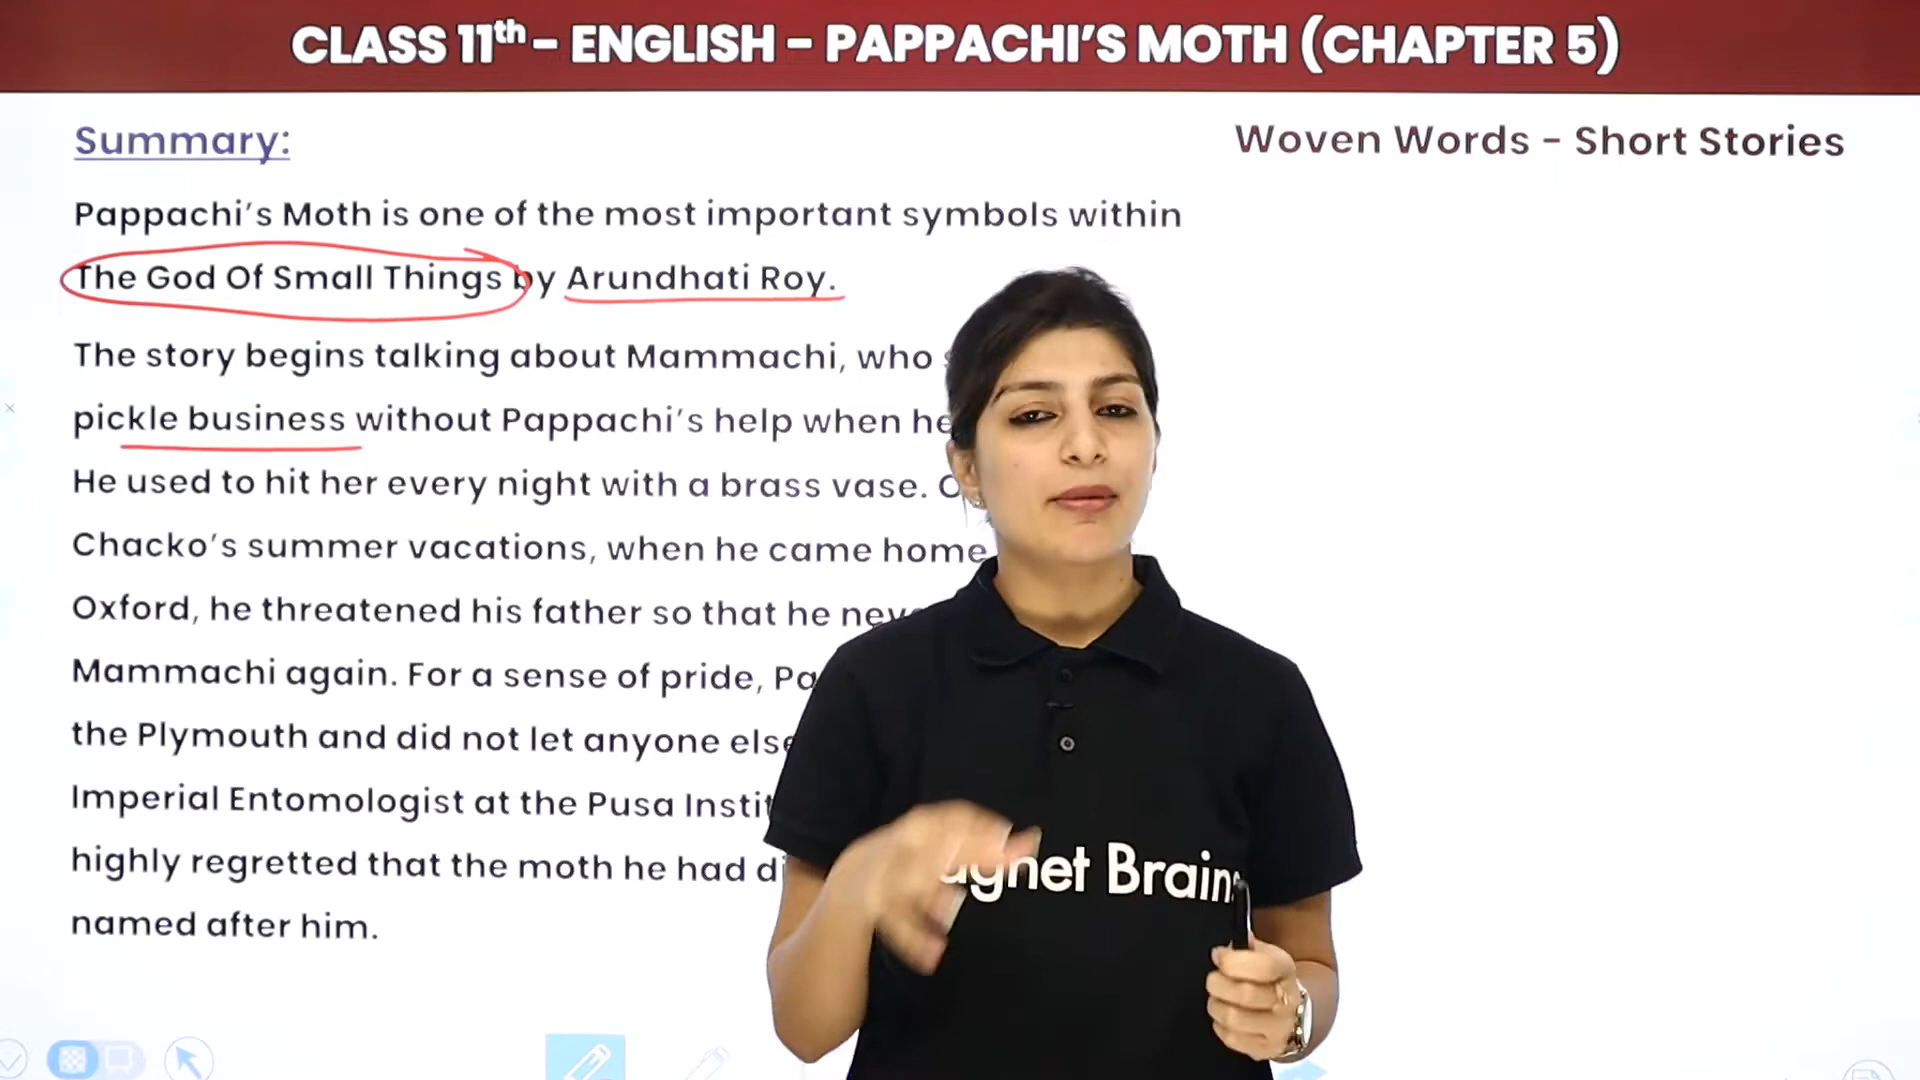 CLASS 11th – ENGLISH – PAPPACHI'S MOTH (CHAPTER 5)
Summary:
Woven Words – Short Stories
Pappachi's Moth is one of the most important symbols within
The God Of Small Things by Arundhati Roy.
The story begins talking about Mammachi, who
pickle business without Pappachi's help when he
He used to hit her every night with a brass vase.
Chacko's summer vacations, when he came home
Oxford, he threatened his father so that he
Mammachi again. For a sense of pride,
the Plymouth and did not let anyone else
Imperial Entomologist at the Pusa
highly regretted that the moth he had
named after him.
Brains